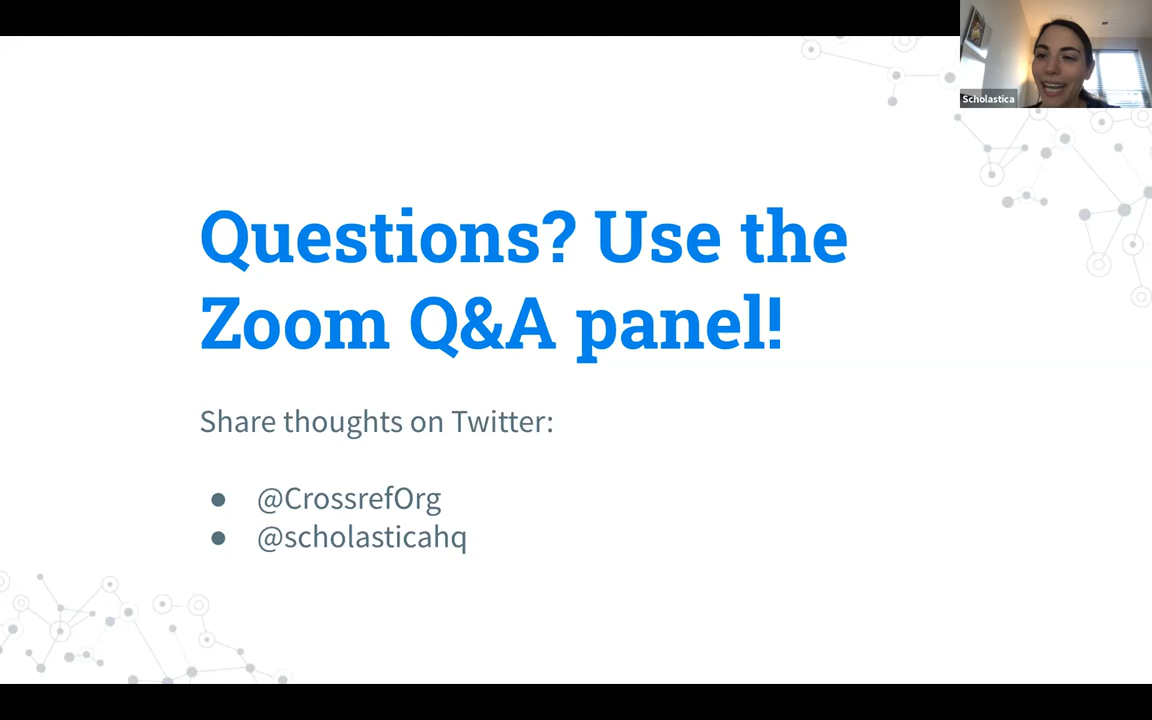 Scholastica
Questions? Use the
Zoom Q&A panel!
Share thoughts on Twitter:
● @CrossrefOrg
● @scholasticahq